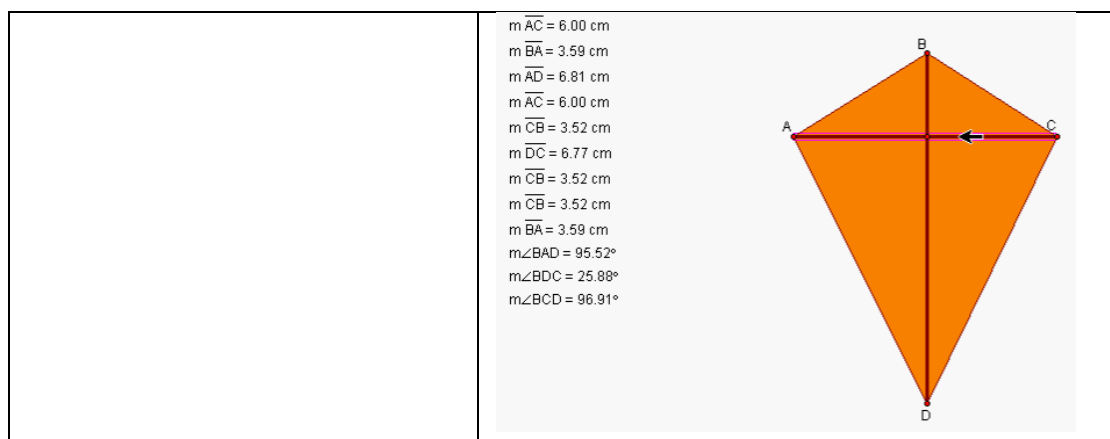 m AC = 6.00 cm
m BA = 3.59 cm
m AD = 6.81 cm
m AC = 6.00 cm
m CB = 3.52 cm
m DC = 6.77 cm
m CB = 3.52 cm
m CB = 3.52 cm
m BA = 3.59 cm
m∠BAD = 95.52°
m∠BDC = 25.88°
m∠BCD = 96.91°
B
A
C
D